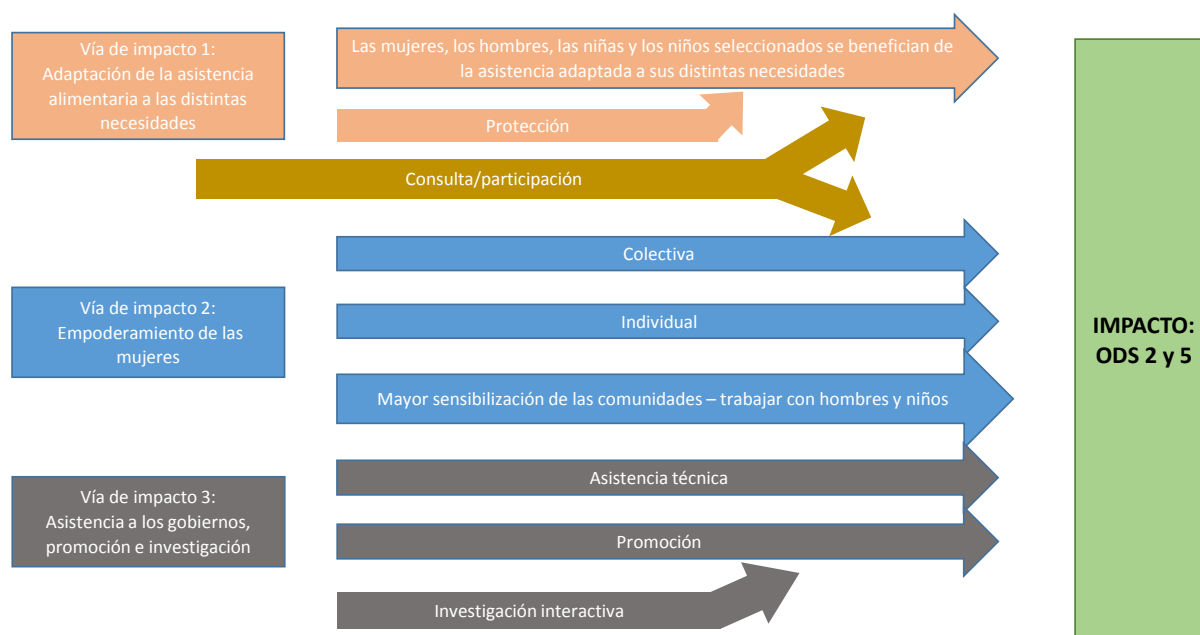 Vía de impacto 1:
Adaptación de la asistencia
alimentaria a las distintas
necesidades
Las mujeres, los hombres, las niñas y los niños seleccionados se benefician de
la asistencia adaptada a sus distintas necesidades
Protección
Consulta/participación
Colectiva
Vía de impacto 2:
Empoderamiento de las
mujeres
Individual
Mayor sensibilización de las comunidades – trabajar con hombres y niños
Vía de impacto 3:
Asistencia a los gobiernos,
promoción e investigación
Asistencia técnica
Promoción
Investigación interactiva
IMPACTO:
ODS 2 y 5